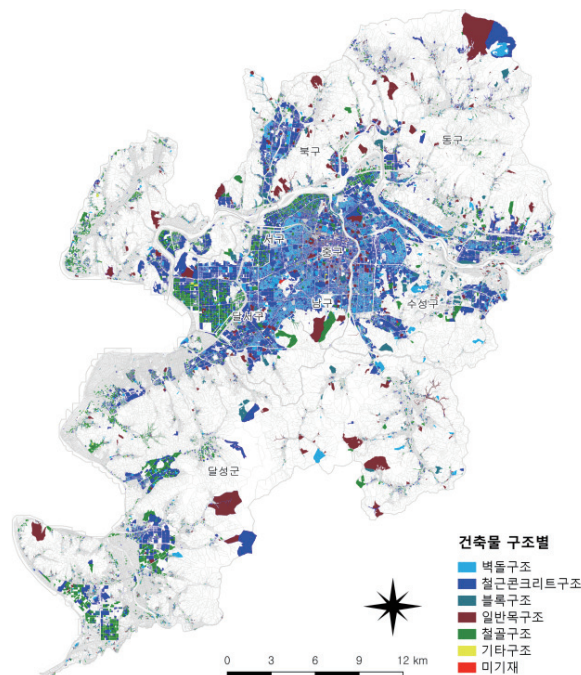 북구
동구
서구
중구
남구
수성구
달서구
달성군
건축물 구조별
벽돌구조
철근콘크리트구조
블록구조
일반목구조
철골구조
기타구조
미기재
0 3 6 9 12 km